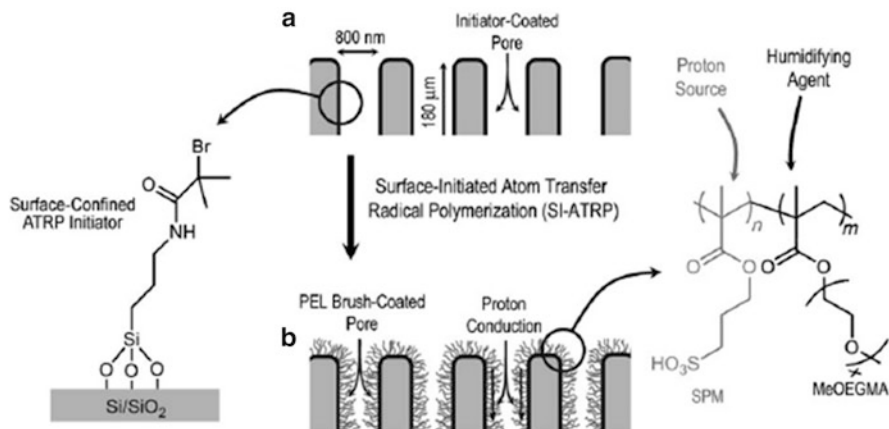 a
800 nm
Initiator-Coated
Pore
180 μm
Proton
Source
Humidifying
Agent
Br
O
NH
Surface-Confined
ATRP Initiator
Surface-Initiated Atom Transfer
Radical Polymerization (SI-ATRP)
n
m
O
O
O
O
PEL Brush-Coated
Pore
Proton
Conduction
b
Si
O
O
O
Si/SiO2
HO3S
SPM
O
x
MeOEGMA